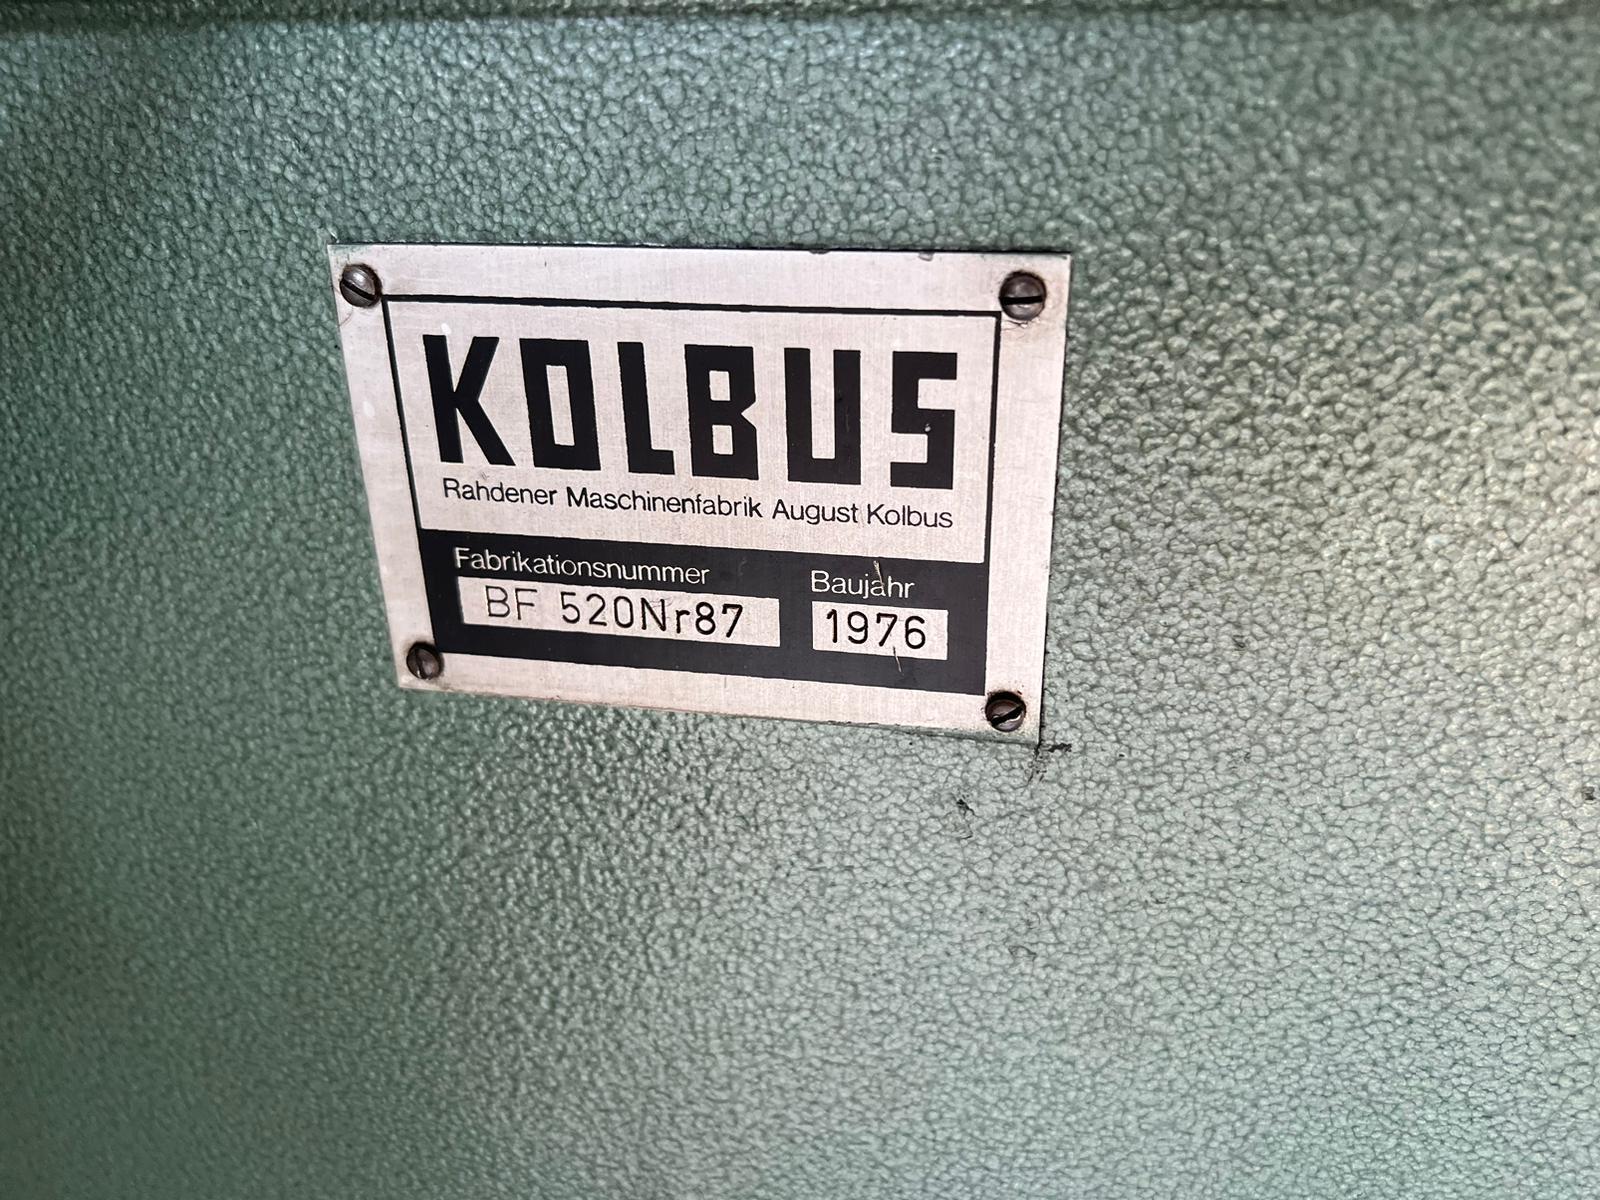 KOLBUS
Rahdener Maschinenfabrik August Kolbus
Fabrikationsnummer Baujahr
BF 520Nr87 1976